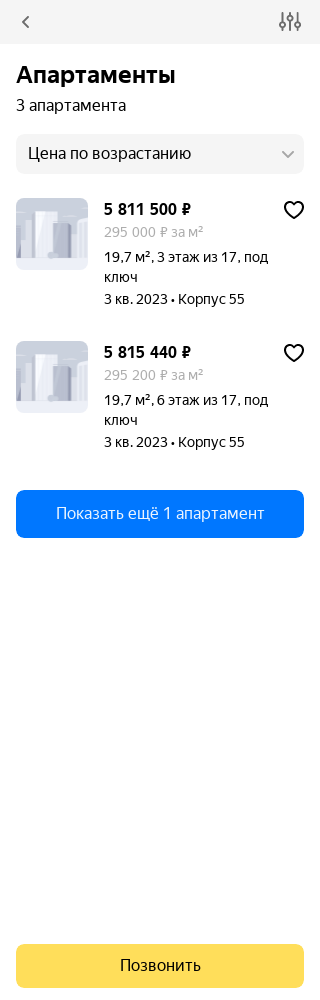 Апартаменты
3 апартамента
Цена по возрастанию
5 811 500 ₽
295 000 ₽ за м²
19,7 м², 3 этаж из 17, под
ключ
3 кв. 2023 • Корпус 55
5 815 440 ₽
295 200 ₽ за м²
19,7 м², 6 этаж из 17, под
ключ
3 кв. 2023 • Корпус 55
Показать ещё 1 апартамент
Позвонить